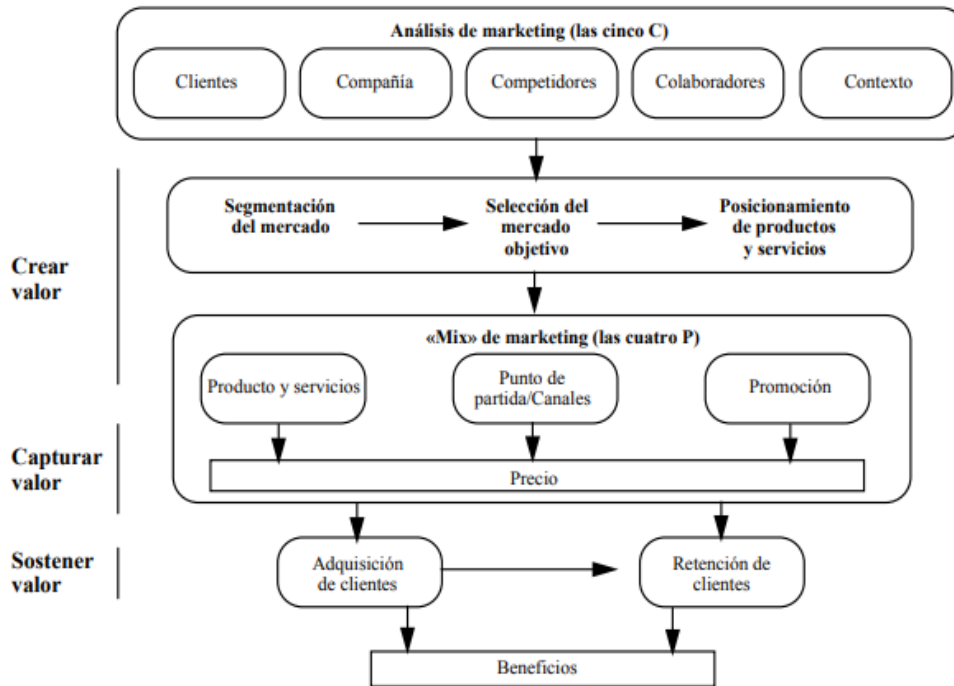 Análisis de marketing (las cinco C)
Clientes
Compañía
Competidores
Colaboradores
Contexto
Crear
valor
Segmentación
del mercado
Selección del
mercado
objetivo
Posicionamiento
de productos
y servicios
«Mix» de marketing (las cuatro P)
Producto y servicios
Punto de
partida/Canales
Promoción
Capturar
valor
Precio
Sostener
valor
Adquisición
de clientes
Retención de
clientes
Beneficios